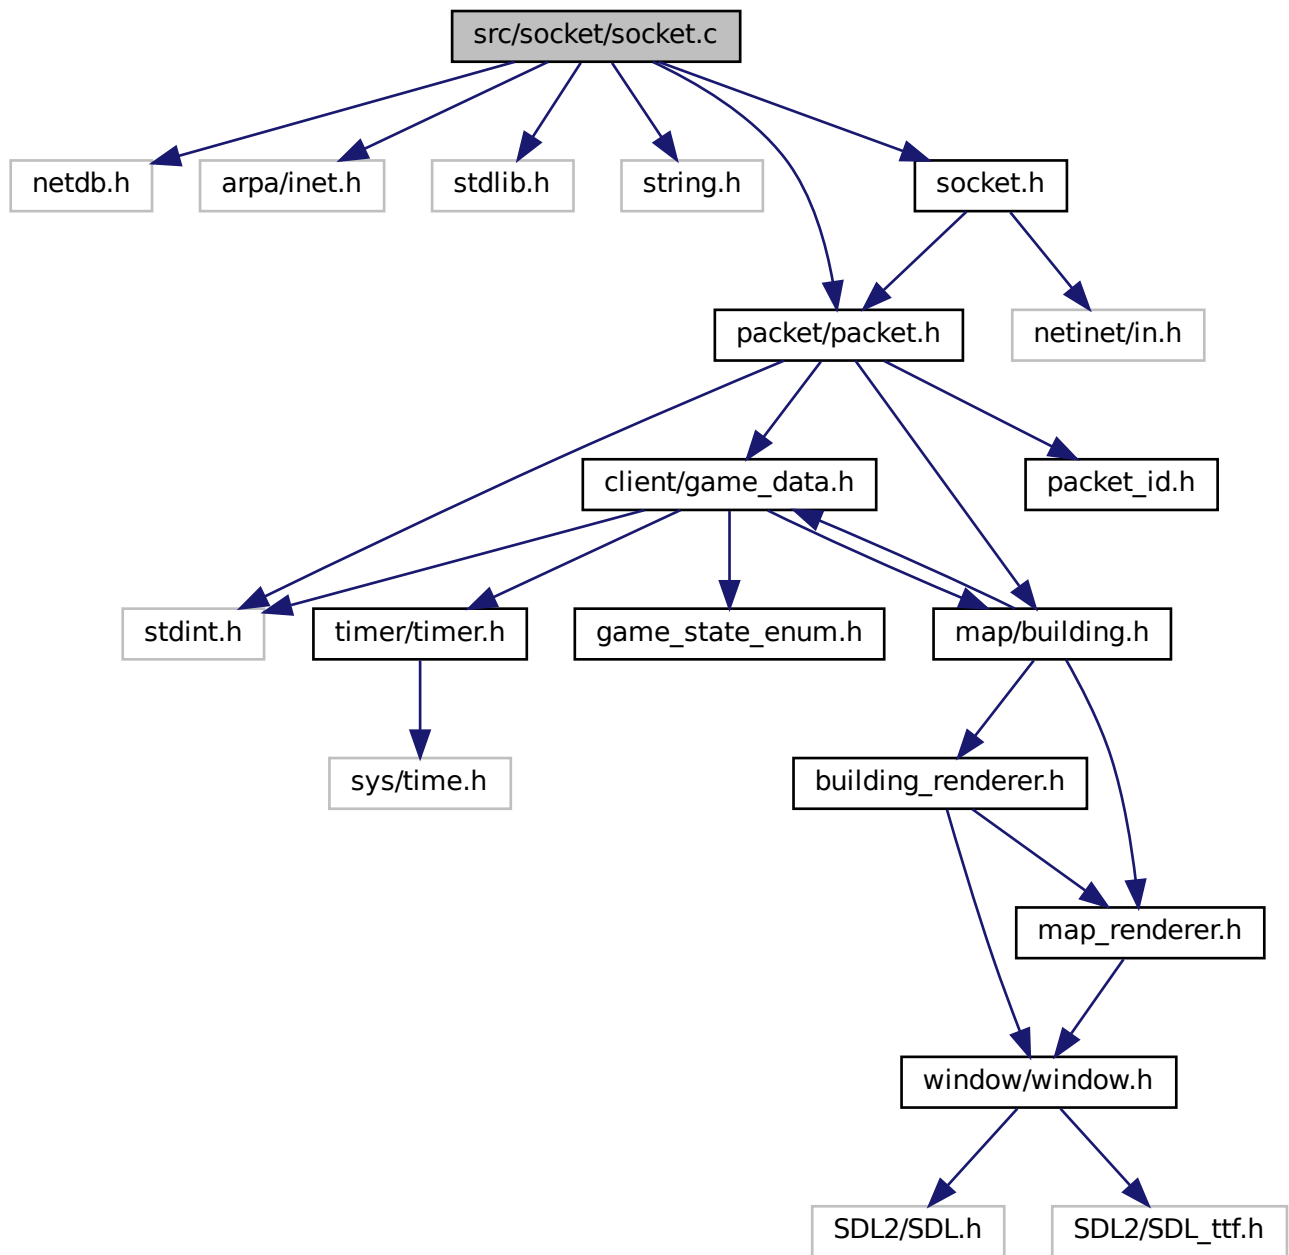 src/socket/socket.c
netdb.h
arpa/inet.h
stdlib.h
string.h
socket.h
packet/packet.h
netinet/in.h
client/game_data.h
packet_id.h
stdint.h
timer/timer.h
game_state_enum.h
map/building.h
sys/time.h
building_renderer.h
map_renderer.h
window/window.h
SDL2/SDL.h
SDL2/SDL_ttf.h